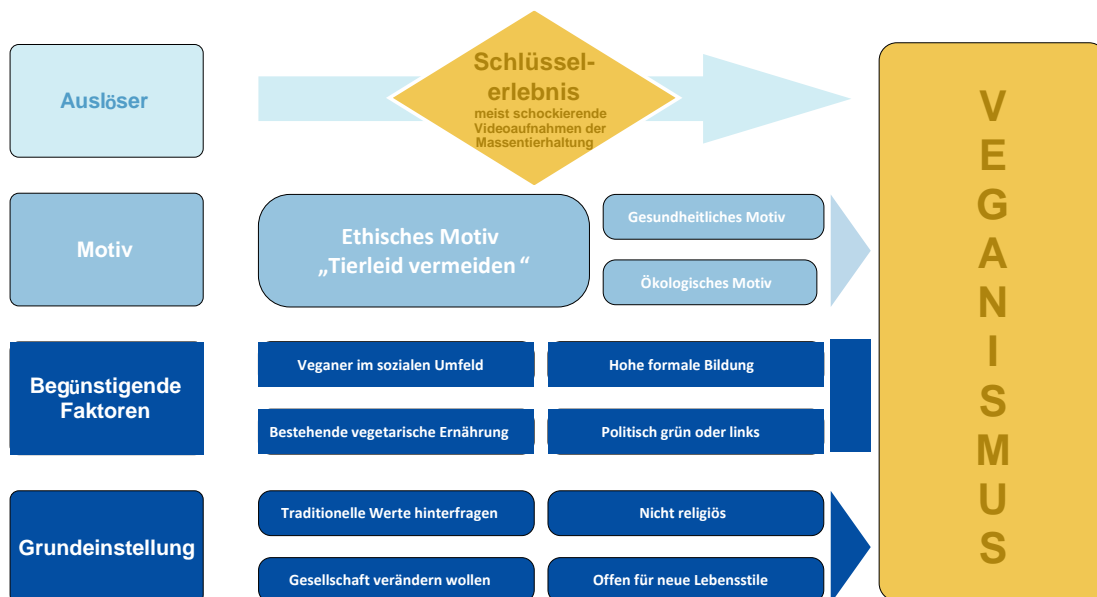 Auslöser
Schlüssel-
erlebnis
meist schockierende
Videoaufnahmen der
Massentierhaltung
Motiv
Ethisches Motiv
„Tierleid vermeiden “
Gesundheitliches Motiv
Ökologisches Motiv
Begünstigende
Faktoren
Veganer im sozialen Umfeld
Hohe formale Bildung
Bestehende vegetarische Ernährung
Politisch grün oder links
Grundeinstellung
Traditionelle Werte hinterfragen
Nicht religiös
Gesellschaft verändern wollen
Offen für neue Lebensstile
V
E
G
A
N
I
S
M
U
S